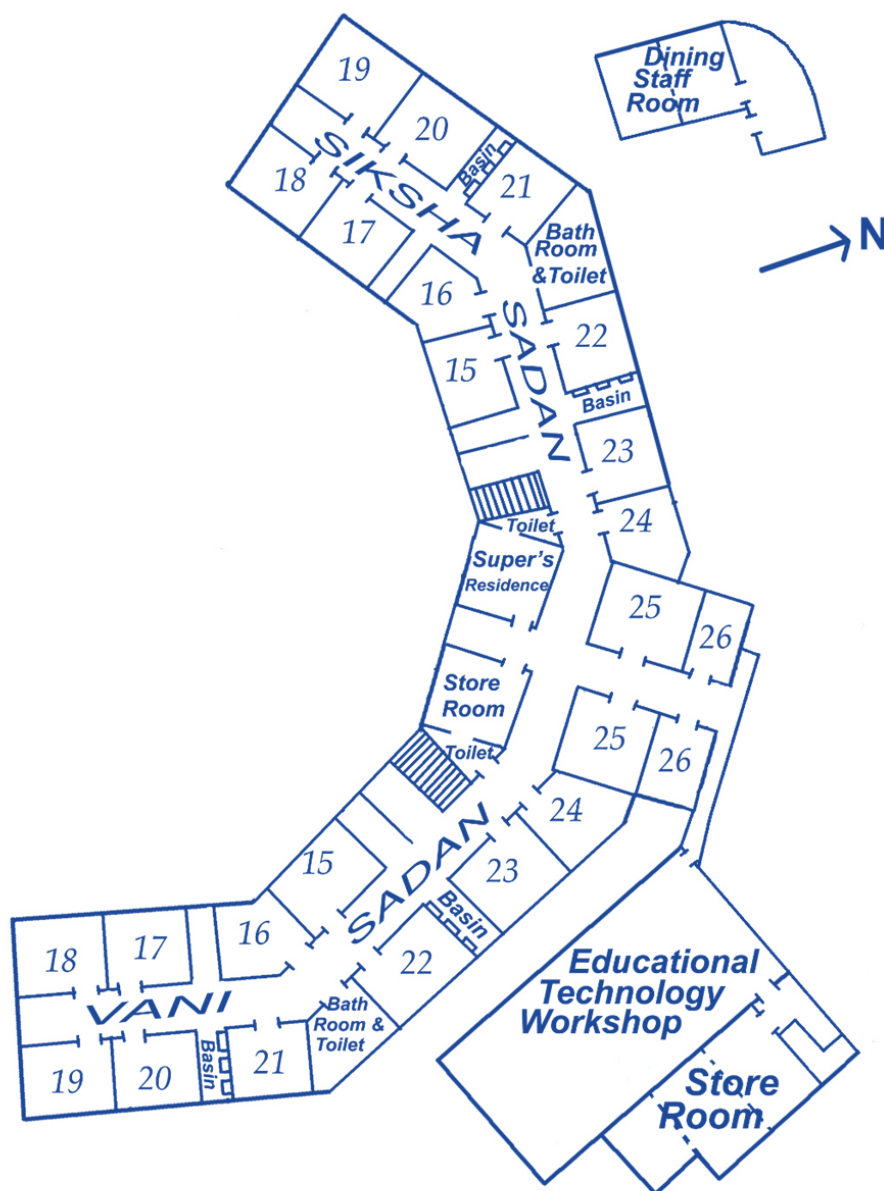 19
20
Basin
21
18
17
16
SIKSHA
Bath
Room
&Toilet
Dining
Staff
Room
N
SADAN
15
22
Basin
23
24
Toilet
Super's
Residence
25
26
Store
Room
Toilet
25
26
24
23
Basin
22
SADAN
15
16
17
18
VANI
19
20
Basin
21
Bath
Room &
Toilet
Educational
Technology
Workshop
Store
Room